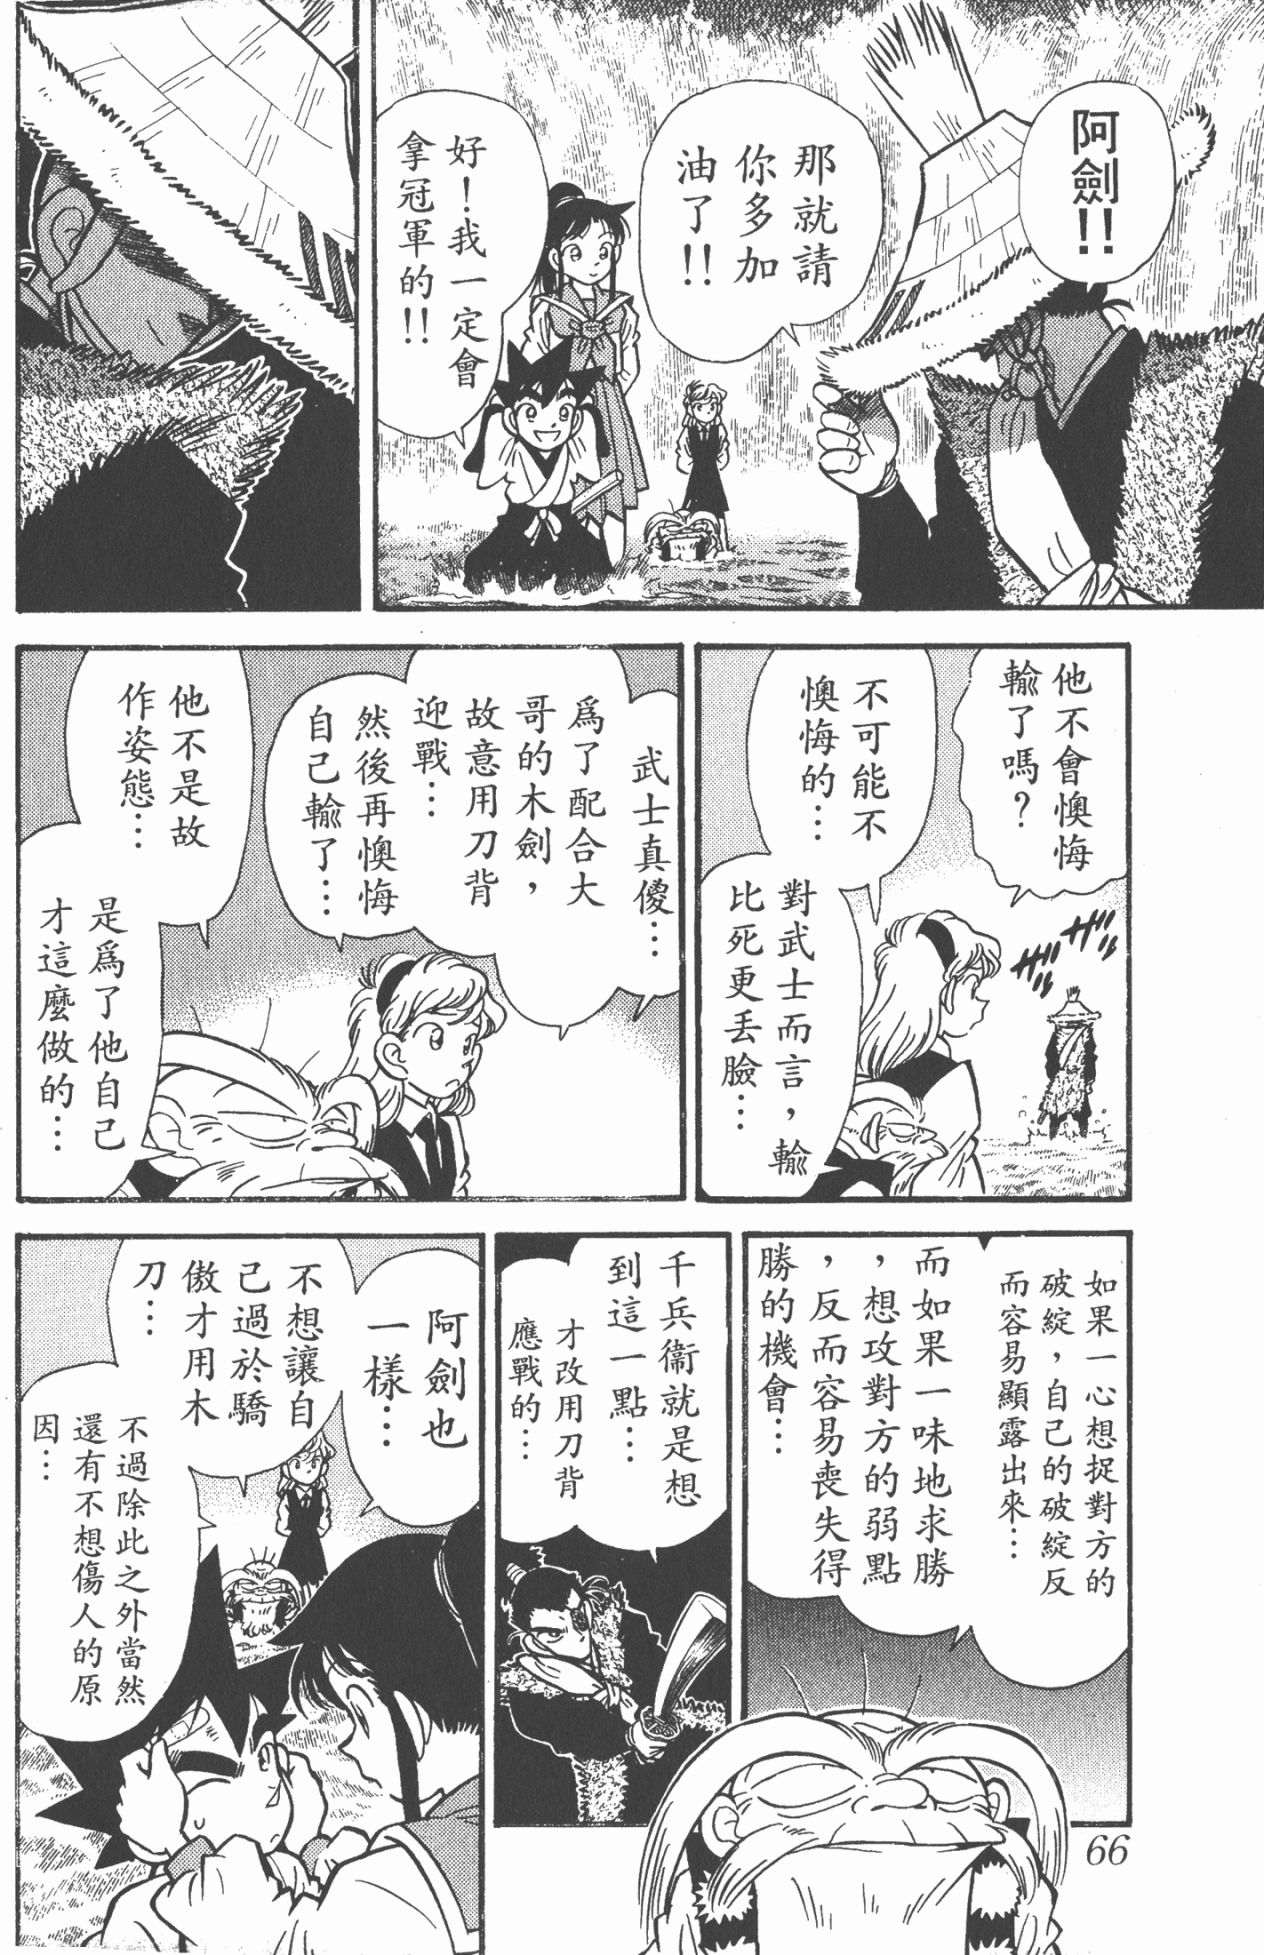 阿劍!!
那就請
你多加
油了!!
好!我一定會
拿冠軍的!!
他不會懊悔
輸了嗎?
不可能不
懊悔的…
對武士而言,輸
比死更丟臉…
武士真傻…
爲了配合大
哥的木劍,
故意用刀背
迎戰…
然後再懊悔
自己輸了…
他不是故
作姿態…
是爲了他自己
才這麼做的…
如果一心想捉對方的
破綻,自己的破綻反
而容易顯露出來…
而如果一味地求勝
,想攻對方的弱點
,反而容易喪失得
勝的機會…
千兵衞就是想
到這一點…
才改用刀背
應戰的…
阿劍也
一樣…
不想讓自
己過於驕
傲才用木
刀…
不過除此之外當然
還有不想傷人的原
因…
66